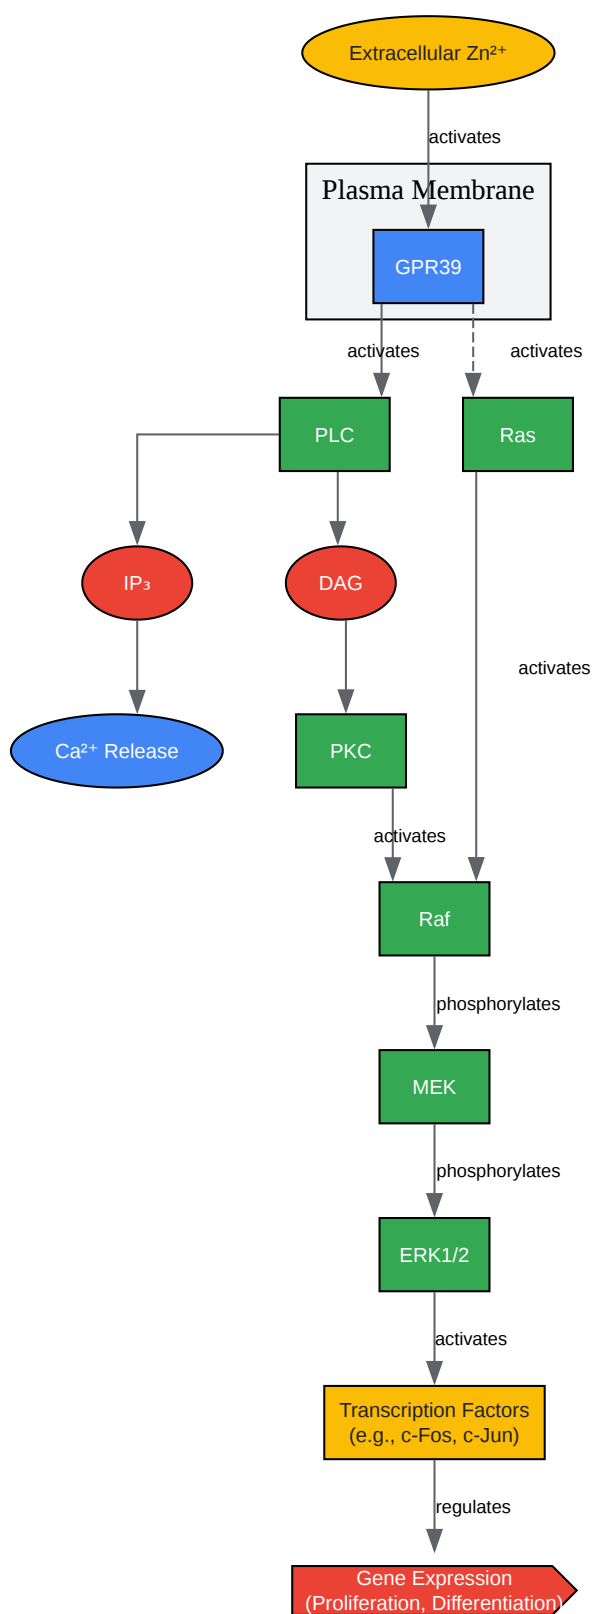 Extracellular Zn²⁺
activates
Plasma Membrane
GPR39
activates
activates
PLC
Ras
IP₃
DAG
activates
Ca²⁺ Release
PKC
activates
Raf
phosphorylates
MEK
phosphorylates
ERK1/2
activates
Transcription Factors
(e.g., c-Fos, c-Jun)
regulates
Gene Expression
(Proliferation, Differentiation)